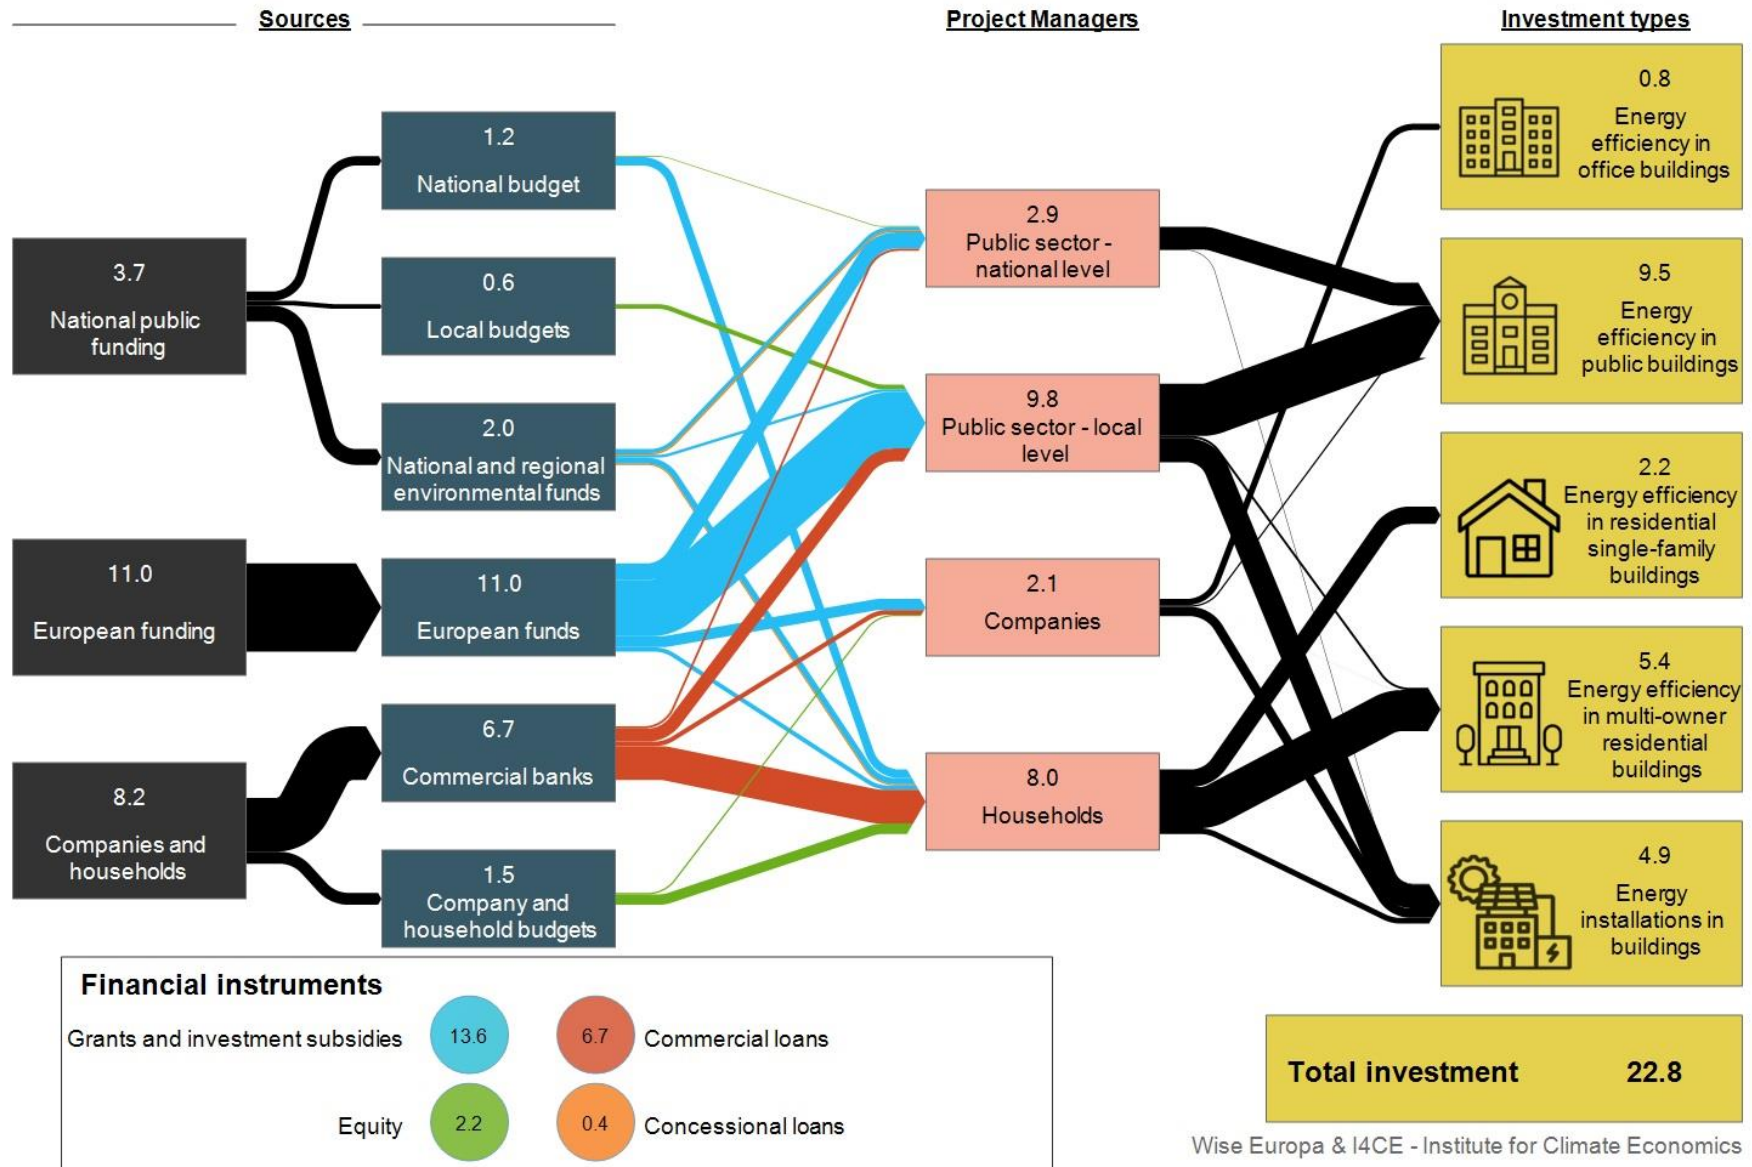 Sources
Project Managers
Investment types
3.7
National public
funding
11.0
European funding
8.2
Companies and
households
1.2
National budget
0.6
Local budgets
2.0
National and regional
environmental funds
11.0
European funds
6.7
Commercial banks
1.5
Company and
household budgets
2.9
Public sector -
national level
9.8
Public sector - local
level
2.1
Companies
8.0
Households
0.8
Energy
efficiency in
office buildings
9.5
Energy
efficiency in
public buildings
2.2
Energy efficiency
in residential
single-family
buildings
5.4
Energy efficiency
in multi-owner
residential
buildings
4.9
Energy
installations in
buildings
Financial instruments
Grants and investment subsidies 13.6
6.7 Commercial loans
Equity 2.2
0.4 Concessional loans
Total investment 22.8
Wise Europa & I4CE - Institute for Climate Economics